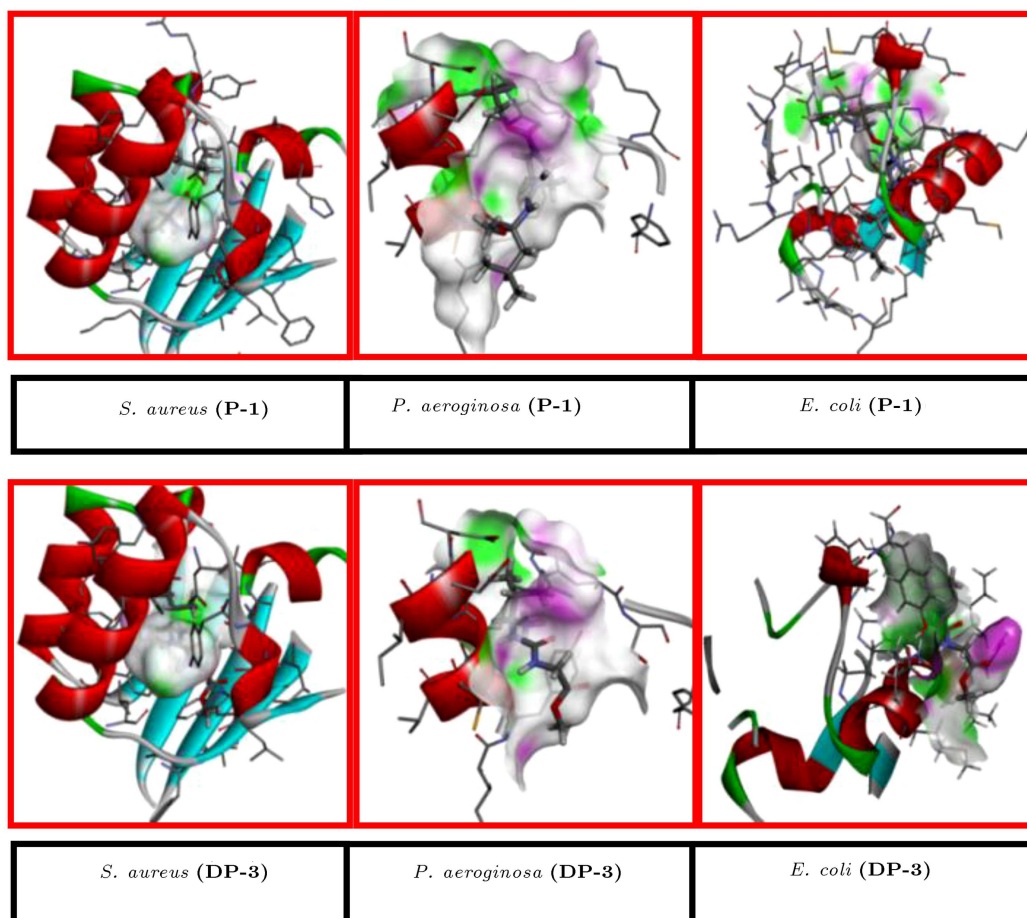 S. aureus (P-1)
P. aeroginosa (P-1)
E. coli (P-1)
S. aureus (DP-3)
P. aeroginosa (DP-3)
E. coli (DP-3)